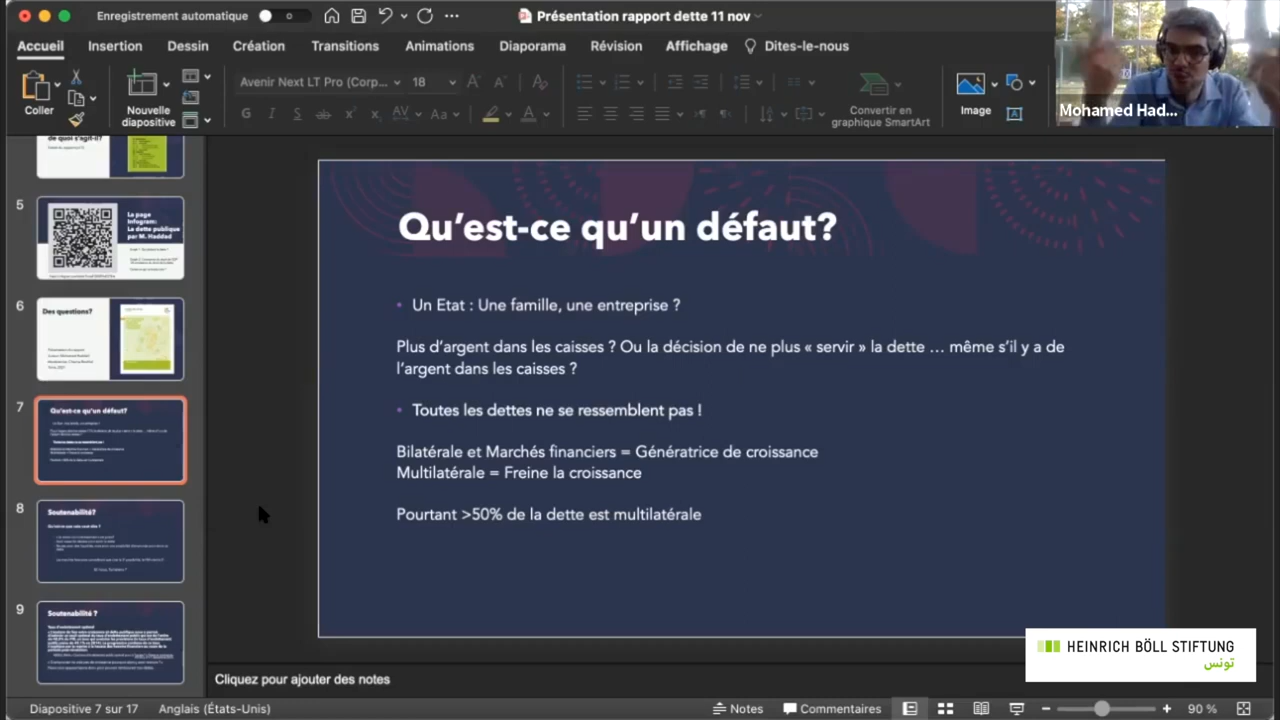 Enregistrement automatique
Présentation rapport dette 11 nov
Accueil Insertion Dessin Création Transitions Animations Diaporama Révision Affichage Dites-le-nous
Coller
Nouvelle
diapositive
Avenir Next LT Pro (Corp... 18
G I S ab
Convertir en
graphique SmartArt
Image
Mohamed Had...
de quoi s'agit-il?
5
La page
Infogram:
La dette publique
par M. Haddad
6
Des questions?
7
Qu'est-ce qu'un défaut?
8
Soutenabilité?
9
Soutenabilité ?
Qu'est-ce qu'un défaut?
• Un Etat : Une famille, une entreprise ?
Plus d'argent dans les caisses ? Ou la décision de ne plus « servir » la dette … même s'il y a de
l'argent dans les caisses ?
• Toutes les dettes ne se ressemblent pas !
Bilatérale et Marchés financiers = Génératrice de croissance
Multilatérale = Freine la croissance
Pourtant >50% de la dette est multilatérale
HEINRICH BÖLL STIFTUNG
تونس
Cliquez pour ajouter des notes
Diapositive 7 sur 17 Anglais (États-Unis) Notes Commentaires 90 %